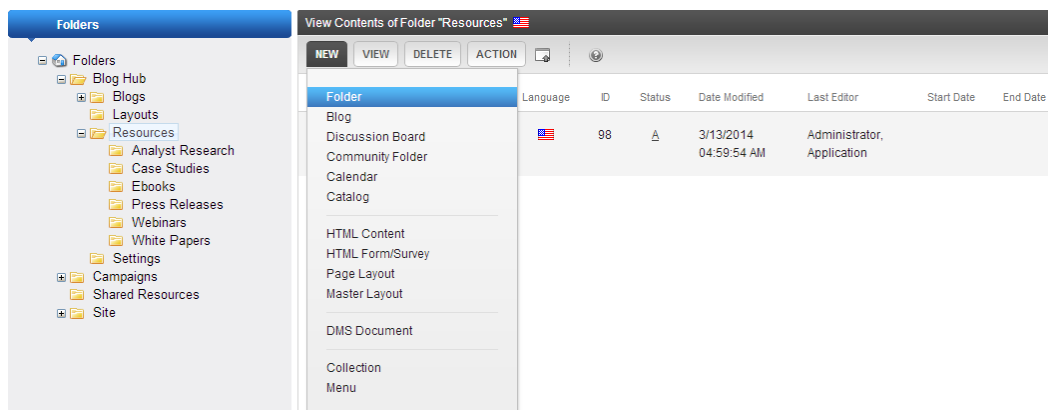 Folders
Folders
Blog Hub
Blogs
Layouts
Resources
Analyst Research
Case Studies
Ebooks
Press Releases
Webinars
White Papers
Settings
Campaigns
Shared Resources
Site
View Contents of Folder "Resources"
NEW VIEW DELETE ACTION
Folder
Blog
Discussion Board
Community Folder
Calendar
Catalog
HTML Content
HTML Form/Survey
Page Layout
Master Layout
DMS Document
Collection
Menu
Language ID Status Date Modified Last Editor Start Date End Date
98 A 3/13/2014 Administrator,
04:59:54 AM Application